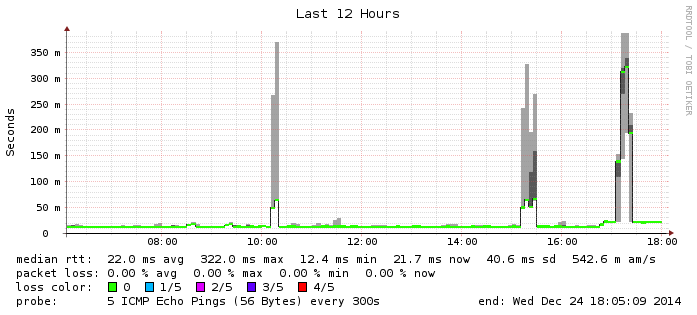 Last 12 Hours
RRDTOOL / TOBI OETIKER
Seconds
350 m
300 m
250 m
200 m
150 m
100 m
50 m
0
08:00 10:00 12:00 14:00 16:00 18:00
median rtt: 22.0 ms avg 322.0 ms max 12.4 ms min 21.7 ms now 40.6 ms sd 542.6 m am/s
packet loss: 0.00 % avg 0.00 % max 0.00 % min 0.00 % now
loss color: 0 1/5 2/5 3/5 4/5
probe: 5 ICMP Echo Pings (56 Bytes) every 300s end: Wed Dec 24 18:05:09 2014